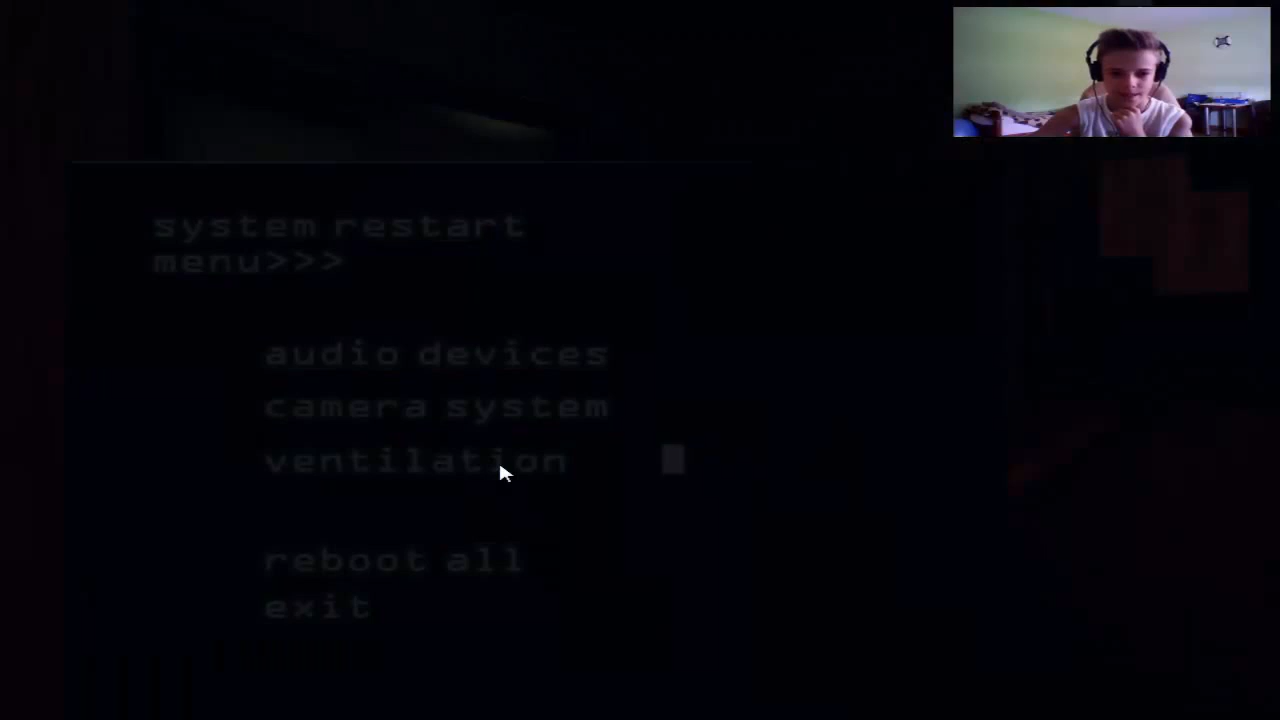 system restart
menu>>>
audio devices
camera system
ventilation
reboot all
exit